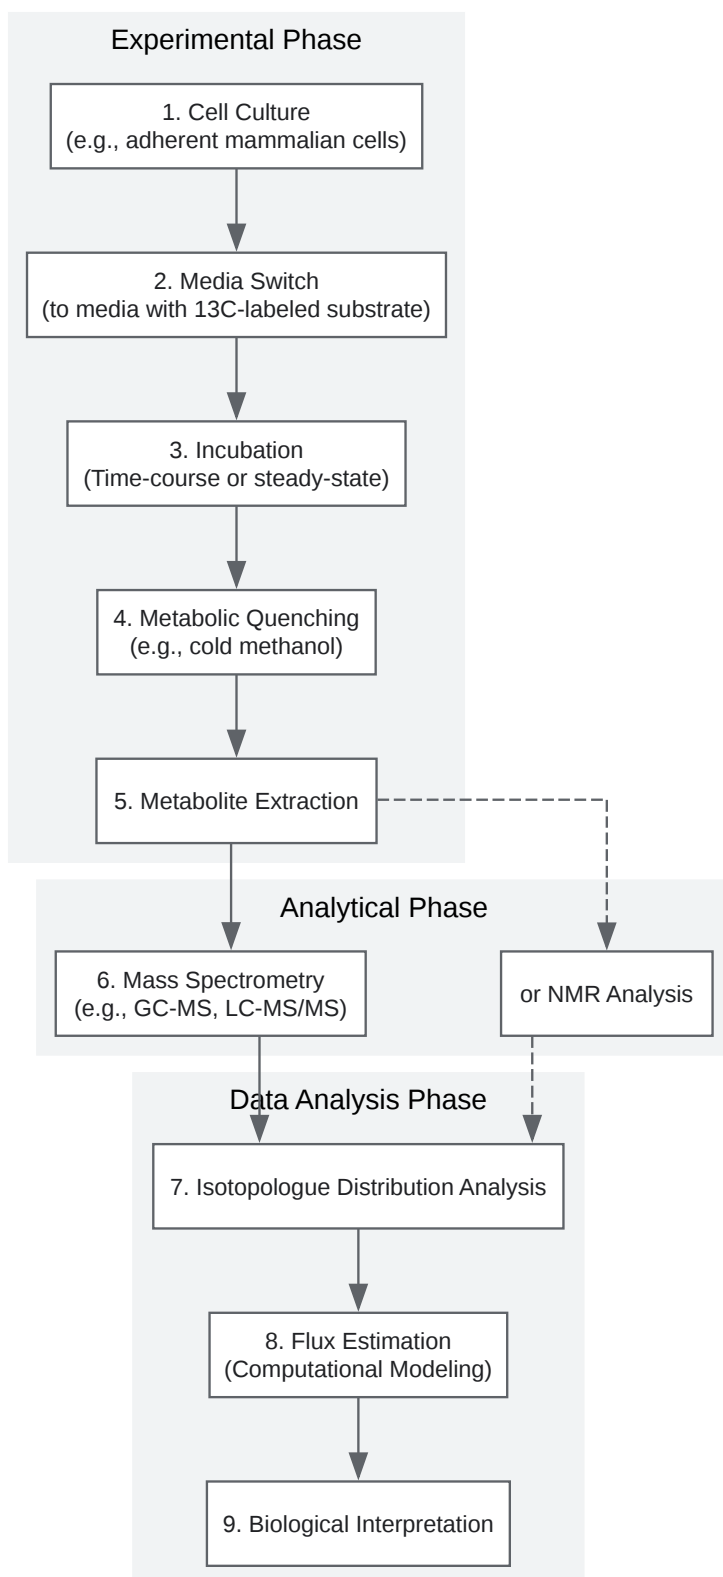 Experimental Phase
1. Cell Culture
(e.g., adherent mammalian cells)
2. Media Switch
(to media with 13C-labeled substrate)
3. Incubation
(Time-course or steady-state)
4. Metabolic Quenching
(e.g., cold methanol)
5. Metabolite Extraction
Analytical Phase
6. Mass Spectrometry
(e.g., GC-MS, LC-MS/MS)
or NMR Analysis
Data Analysis Phase
7. Isotopologue Distribution Analysis
8. Flux Estimation
(Computational Modeling)
9. Biological Interpretation